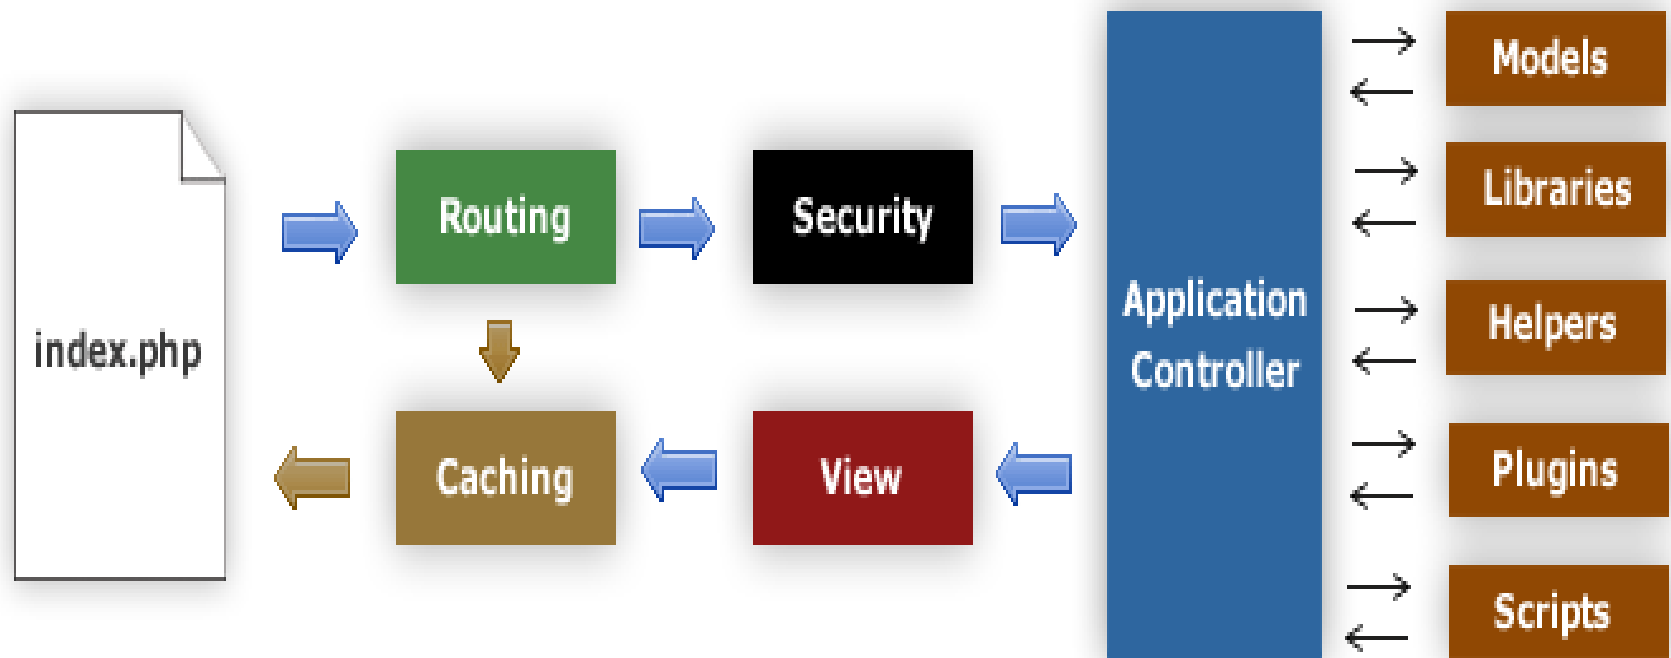 index.php
Routing
Security
Caching
View
Application
Controller
Models
Libraries
Helpers
Plugins
Scripts